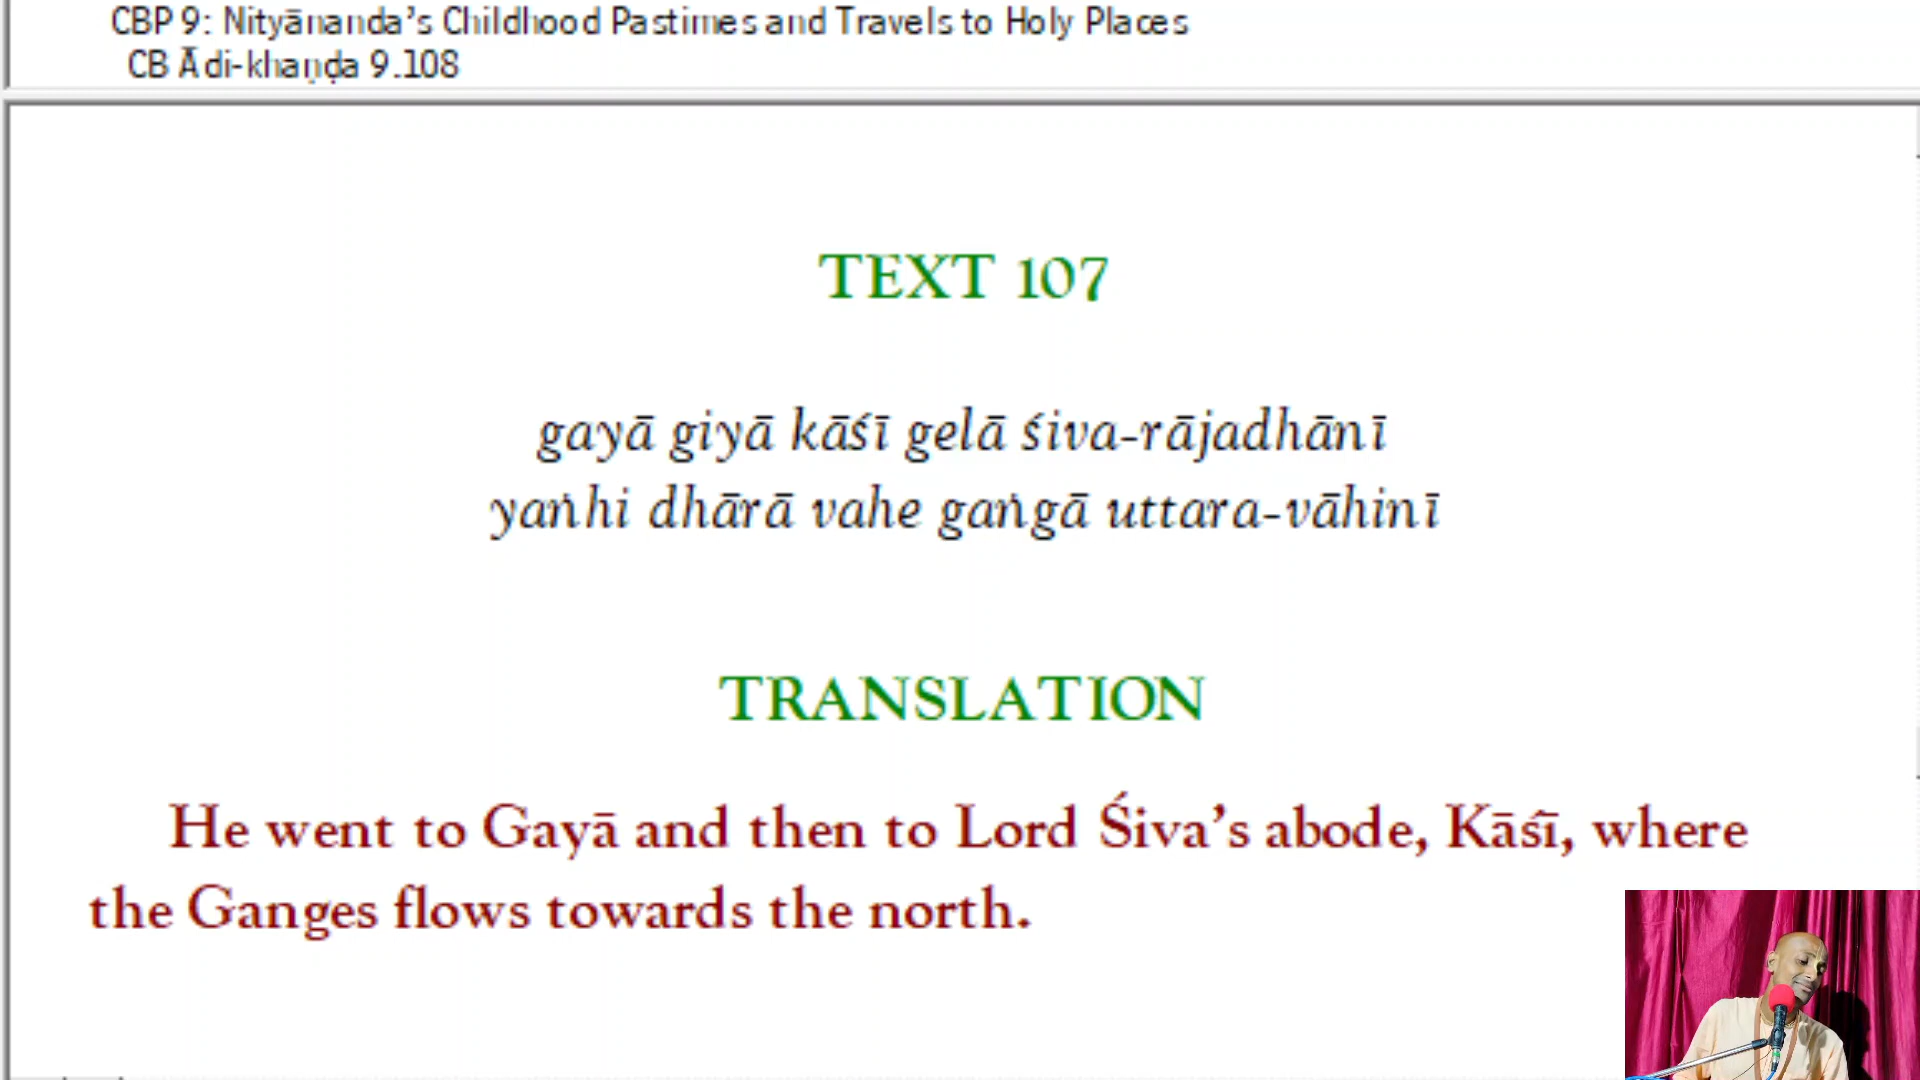 CBP 9: Nityānanda’s Childhood Pastimes and Travels to Holy Places
CB Ādi-khaṇḍa 9.108
TEXT 107
gayā giyā kāśī gelā śiva-rājadhānī
yaṅhi dhārā vahe gaṅgā uttara-vāhinī
TRANSLATION
He went to Gayā and then to Lord Śiva’s abode, Kāśī, where
the Ganges flows towards the north.